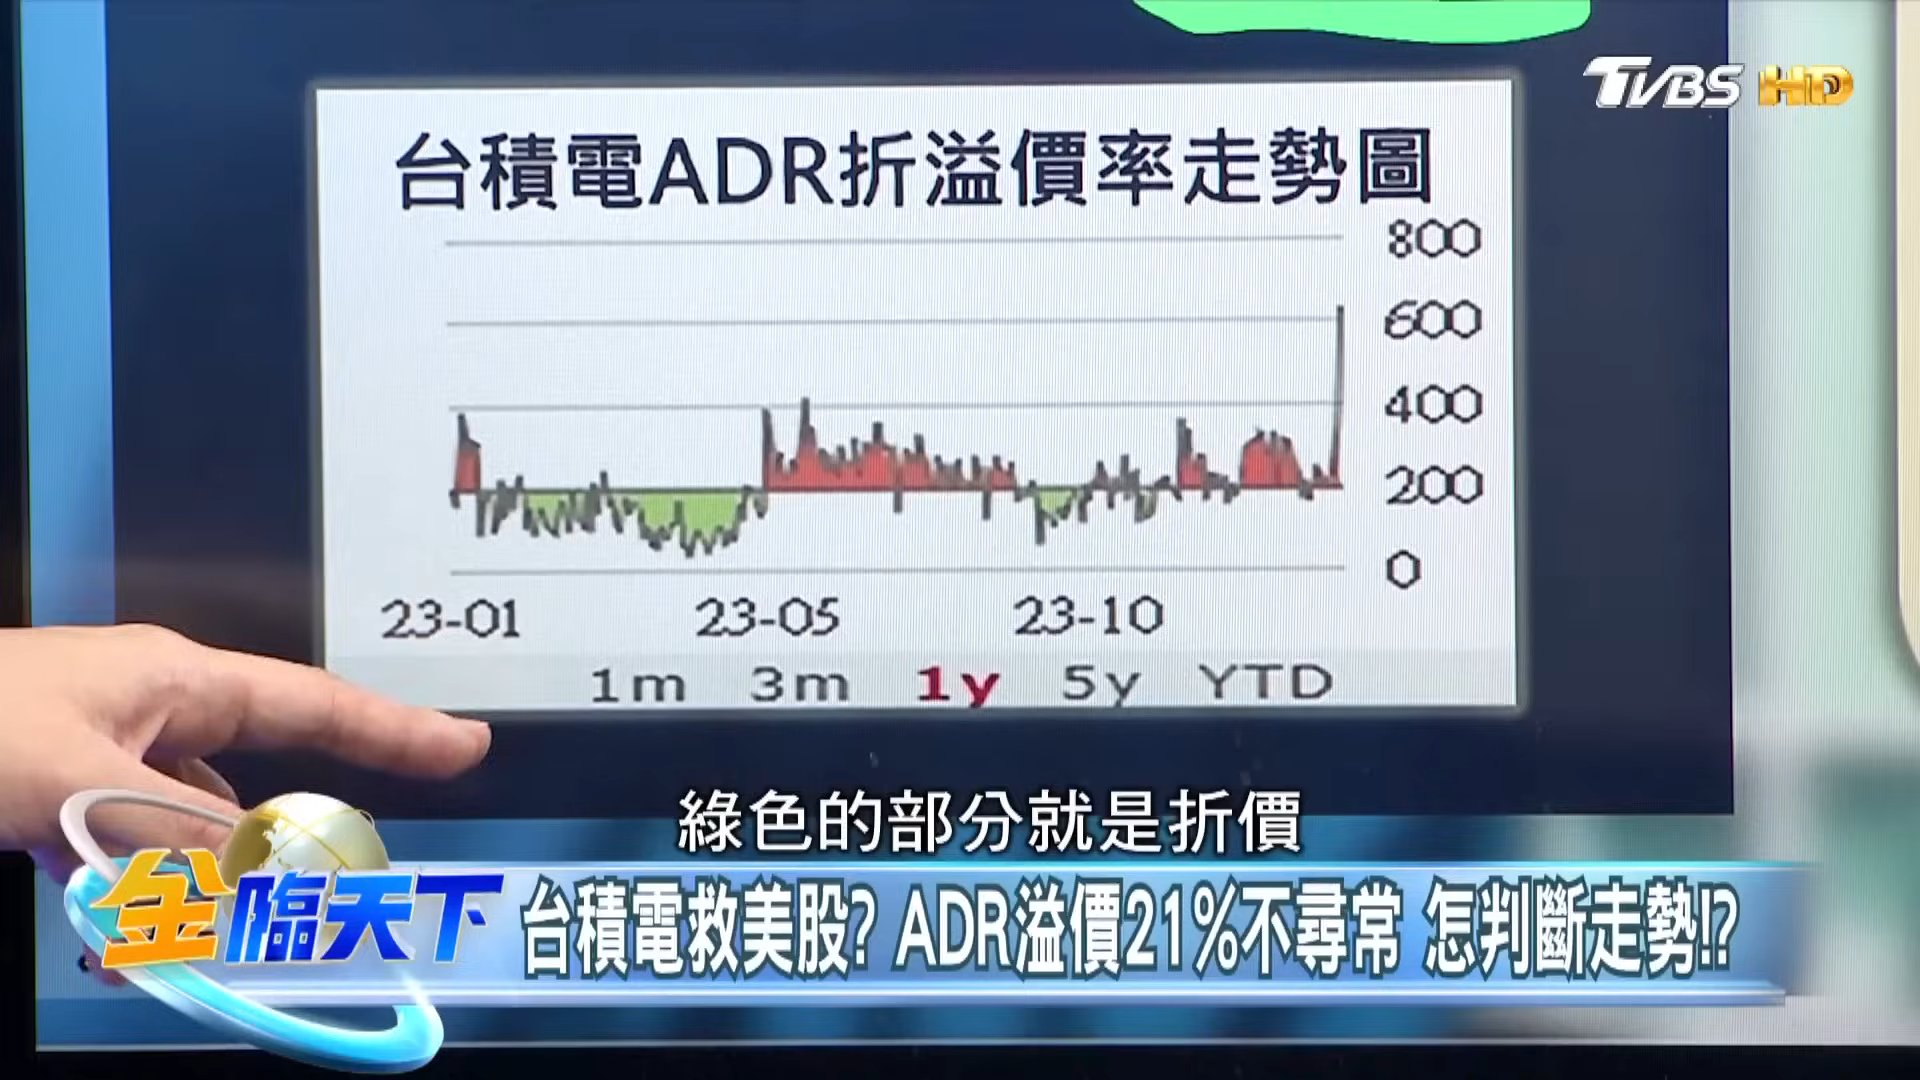 TVBS HD
台積電ADR折溢價率走勢圖
800
600
400
200
0
23-01 23-05 23-10
1m 3m 1y 5y YTD
綠色的部分就是折價
金臨天下
台積電救美股? ADR溢價21%不尋常 怎判斷走勢!?